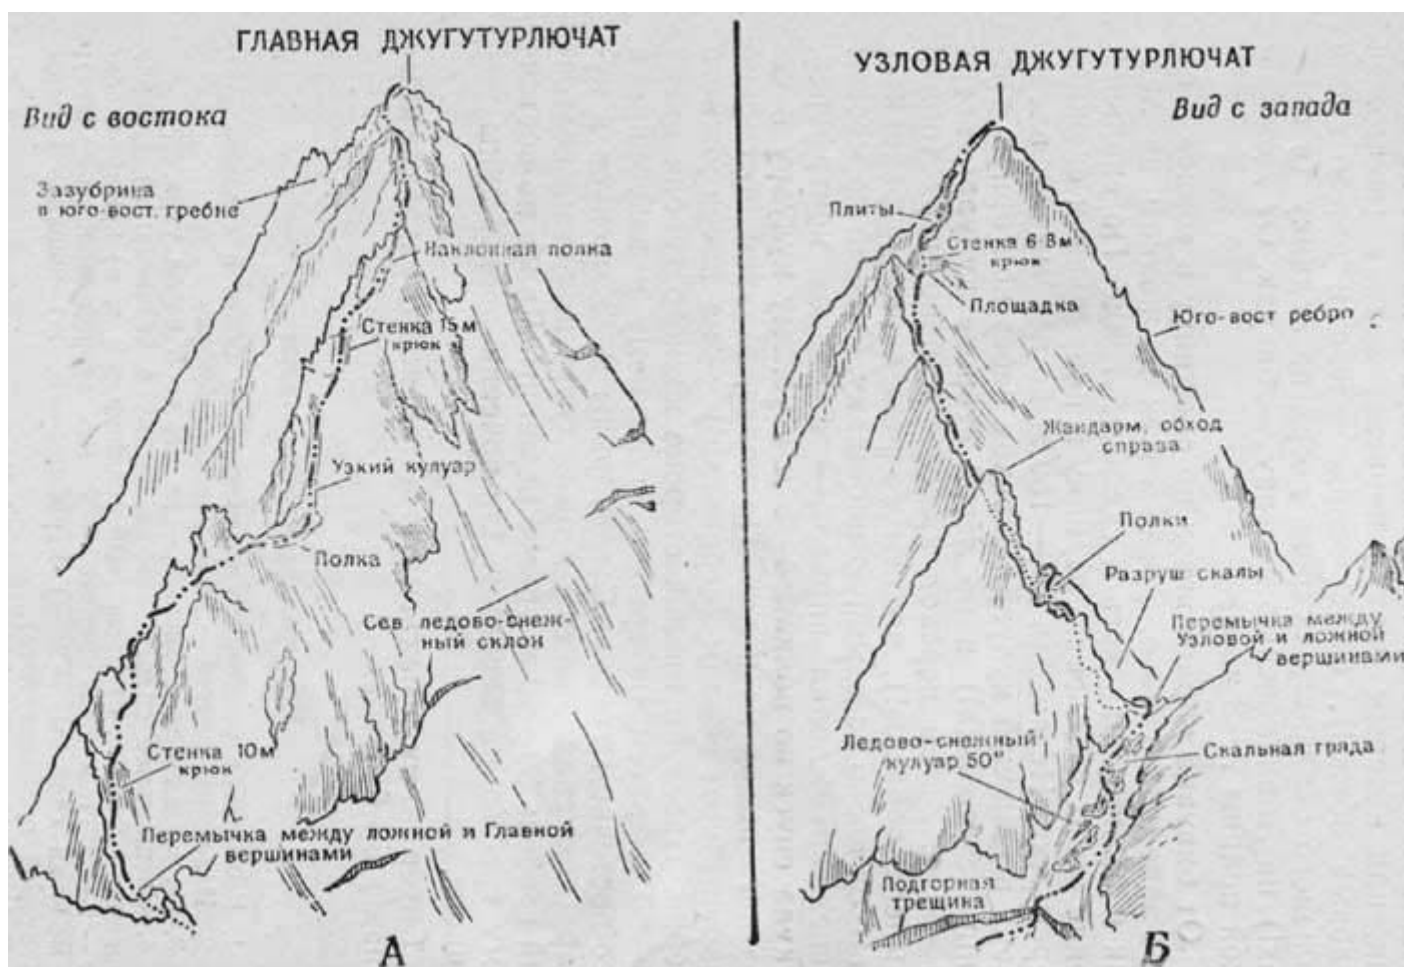 ГЛАВНАЯ ДЖУГУТУРЛЮЧАТ
Вид с востока
Зазубрина
в юго-вост. гребне
Наклонная полка
Стенка 15 м
крюк
Узкий кулуар
Полка
Сев. ледово-снеж-
ный склон
Стенка 10 м
крюк
Перемычка между ложной и Главной
вершинами
А
УЗЛОВАЯ ДЖУГУТУРЛЮЧАТ
Вид с запада
Плиты
Стенка 6-8 м
крюк
Площадка
Юго-вост ребро
Жандарм, обход
справа
Полки
Разруш скалы
Перемычка между
Узловой и ложной
вершинами
Ледово-снежный
кулуар 50°
Скальная гряда
Подгорная
трещина
Б